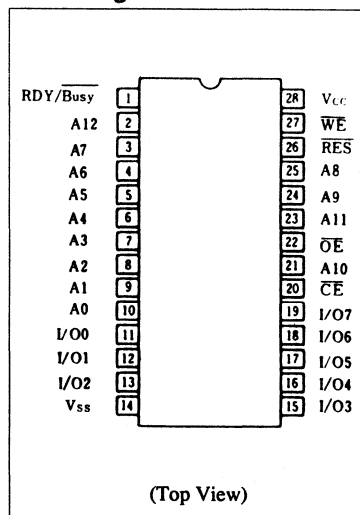 RDY/Busy 1 28 Vcc
A12 2 27 WE
A7 3 26 RES
A6 4 25 A8
A5 5 24 A9
A4 6 23 A11
A3 7 22 OE
A2 8 21 A10
A1 9 20 CE
A0 10 19 I/O7
I/O0 11 18 I/O6
I/O1 12 17 I/O5
I/O2 13 16 I/O4
Vss 14 15 I/O3
(Top View)